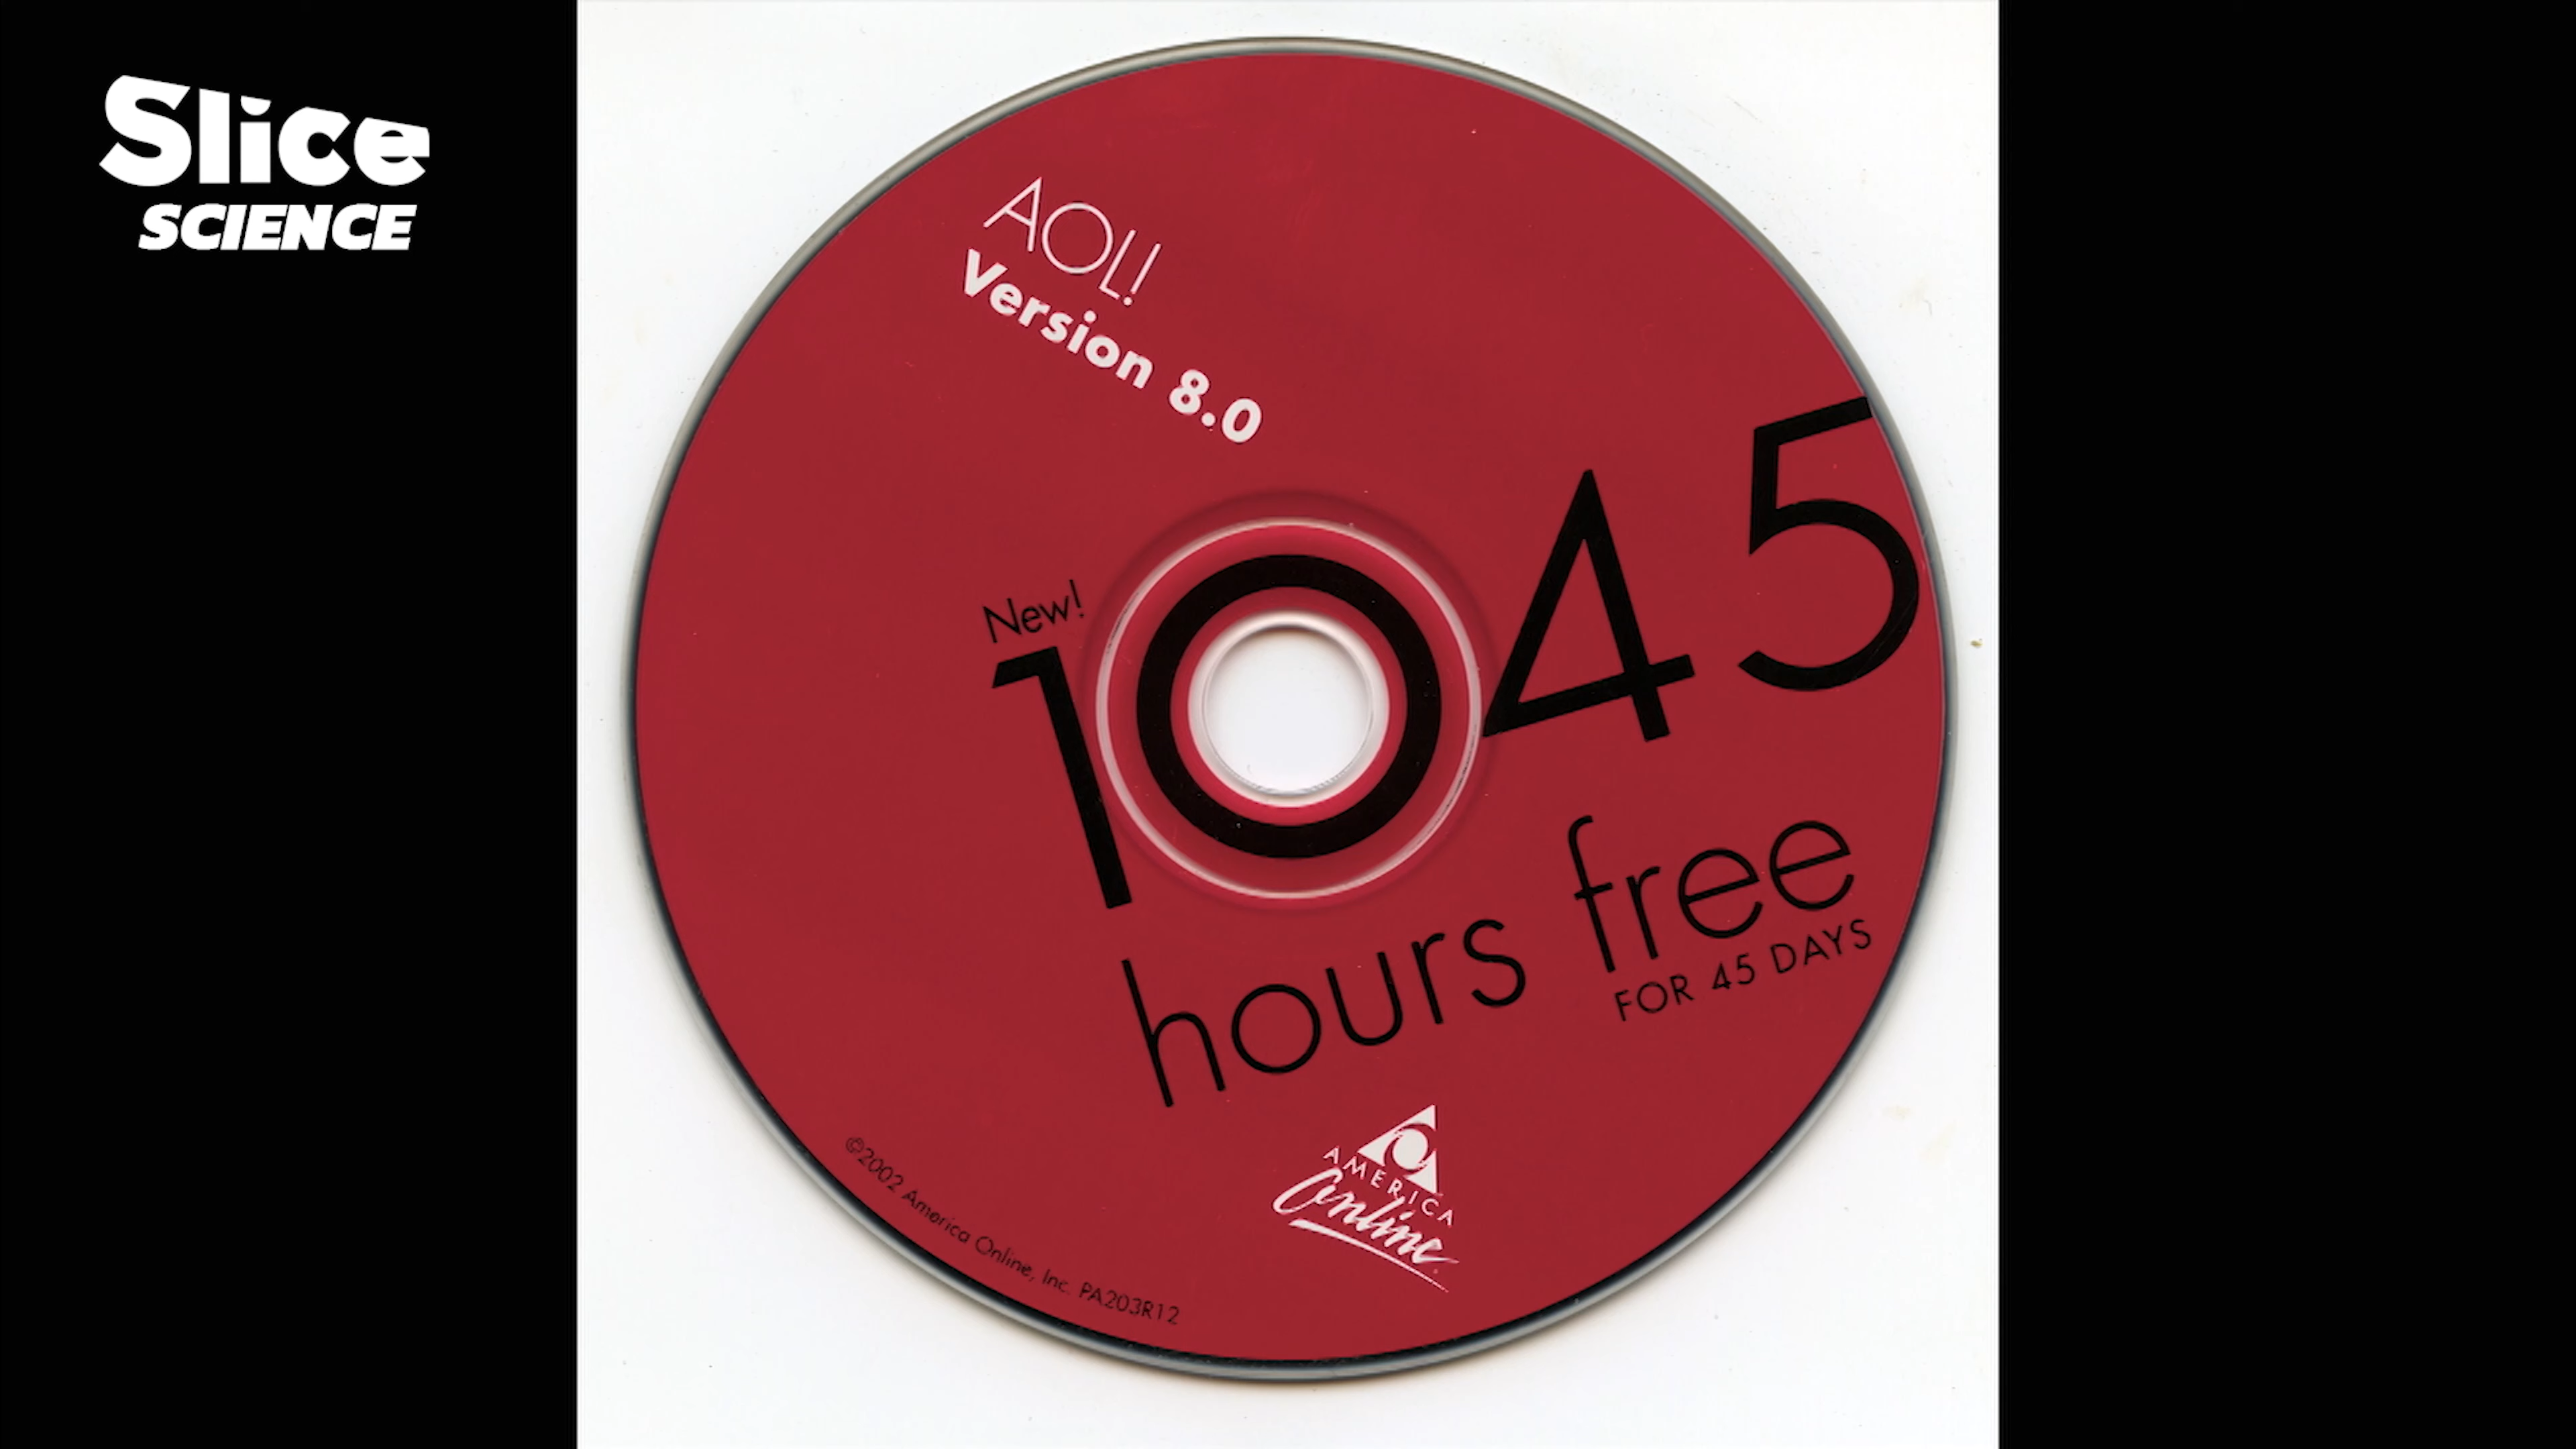 Slice
SCIENCE
AOL!
Version 8.0
New!
1045
hours free
FOR 45 DAYS
AMERICA
Online
©2002 America Online, Inc. PA203R12